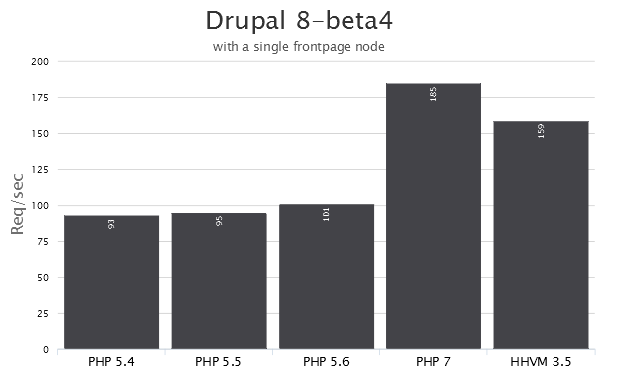 Drupal 8-beta4
with a single frontpage node
Req/sec
200
175
150
125
100
75
50
25
0
93
95
101
185
159
PHP 5.4
PHP 5.5
PHP 5.6
PHP 7
HHVM 3.5